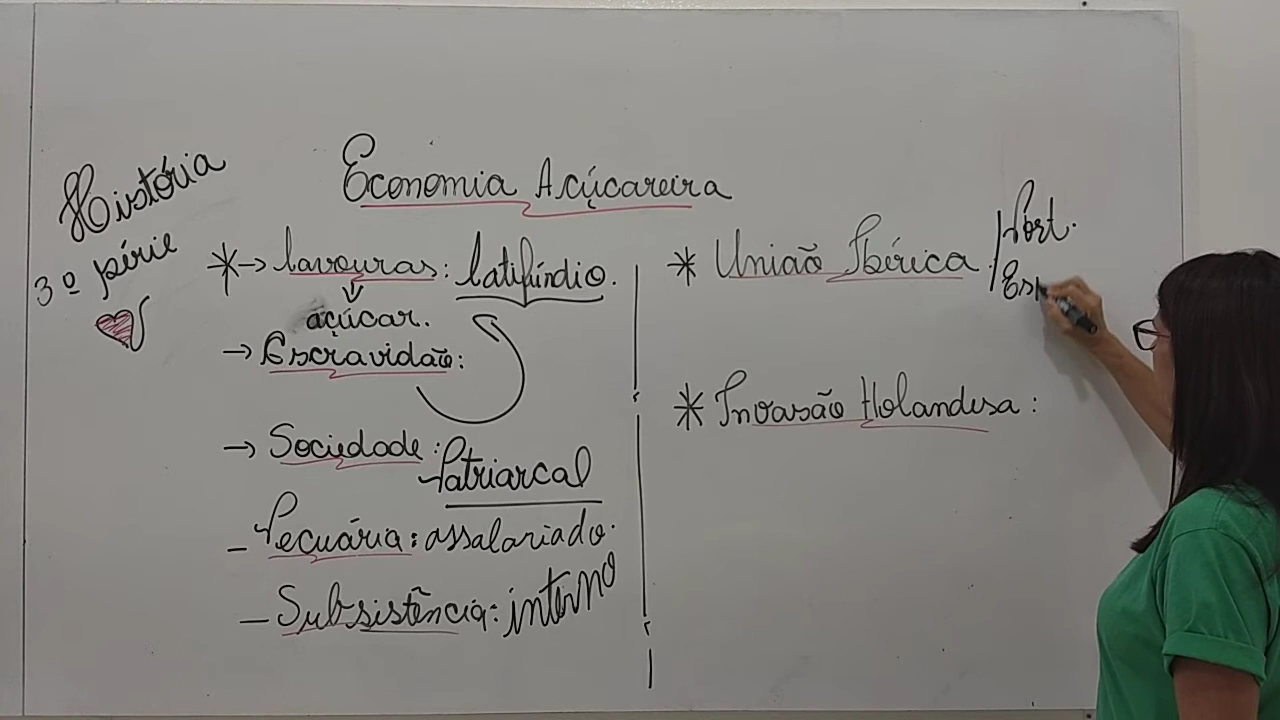 História
3º série
Economia Açúcareira
* → lavouras: latifúndio.
açúcar.
→ Escravidão:
→ Sociedade: Patriarcal
- Pecuária: assalariado.
- Subsistência: interno
* União Ibérica. Port.
Esp
* Invasão Holandesa: